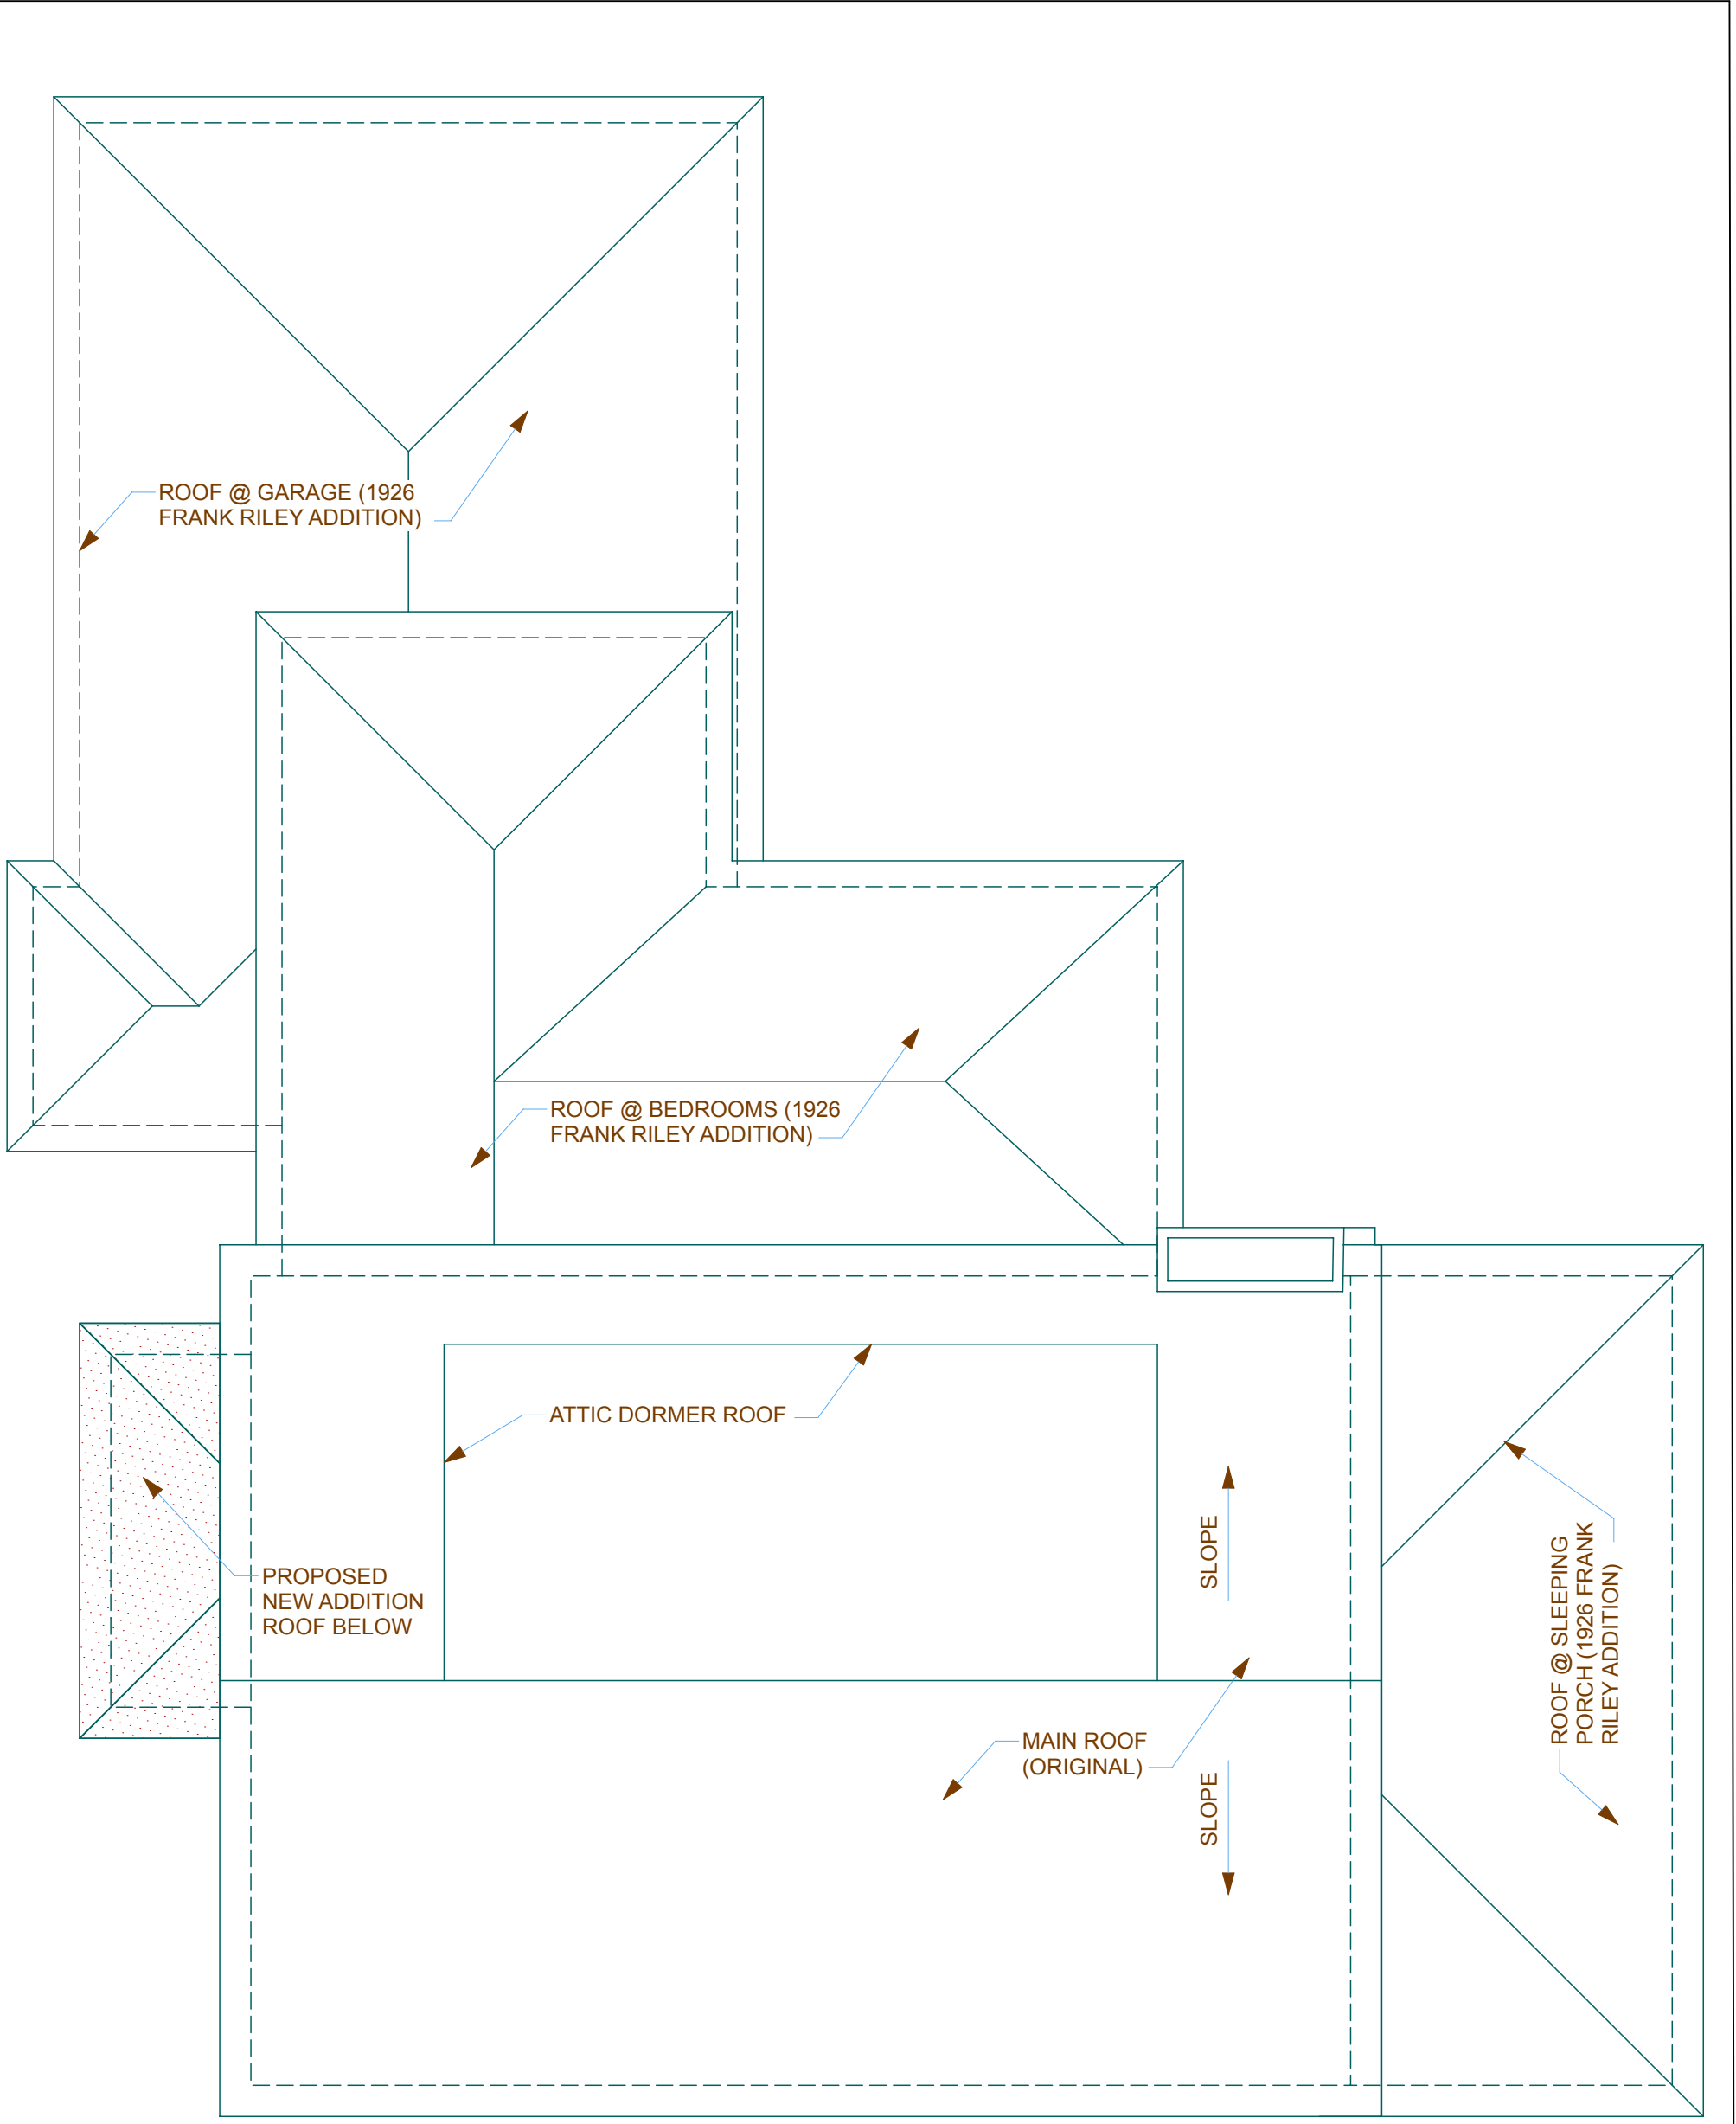 ROOF @ GARAGE (1926
FRANK RILEY ADDITION)
ROOF @ BEDROOMS (1926
FRANK RILEY ADDITION)
ATTIC DORMER ROOF
SLOPE
PROPOSED
NEW ADDITION
ROOF BELOW
ROOF @ SLEEPING
PORCH (1926 FRANK
RILEY ADDITION)
MAIN ROOF
(ORIGINAL)
SLOPE